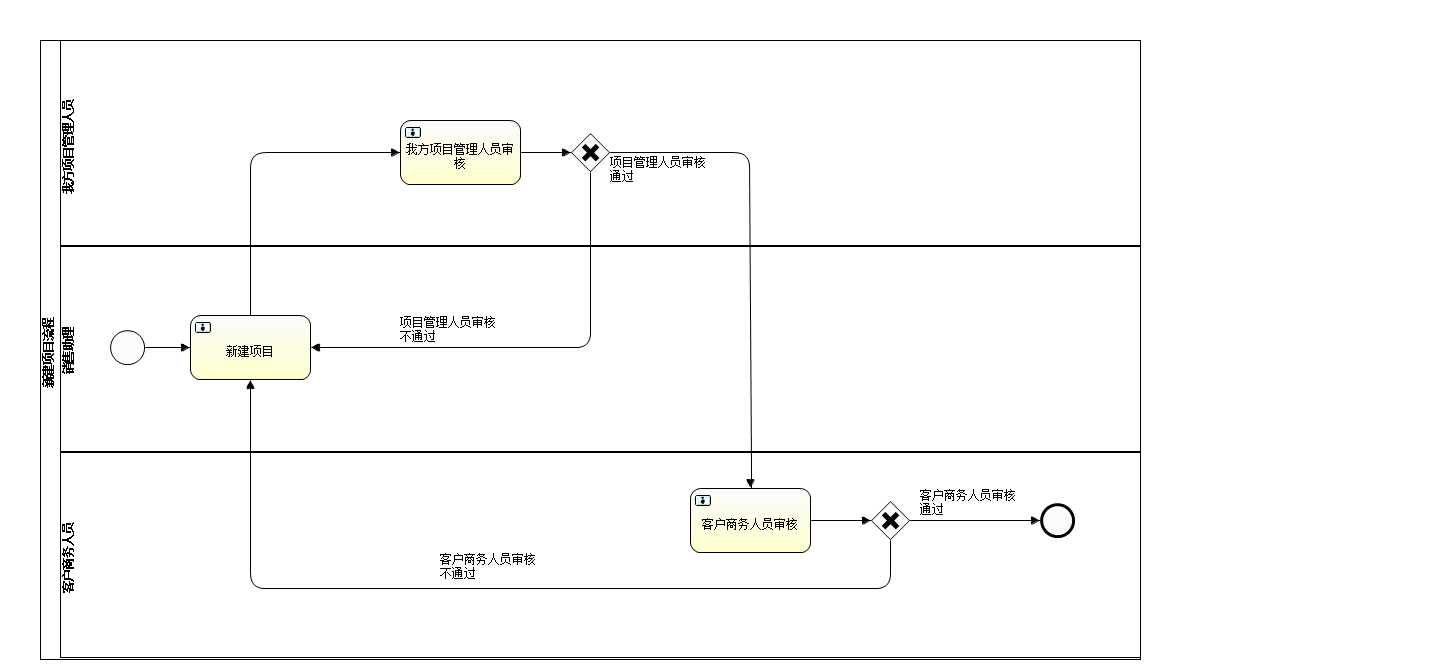 新建项目流程
我方项目管理人员
我方项目管理人员审
核
项目管理人员审核
通过
销售助理
新建项目
项目管理人员审核
不通过
客户商务人员
客户商务人员审核
客户商务人员审核
通过
客户商务人员审核
不通过